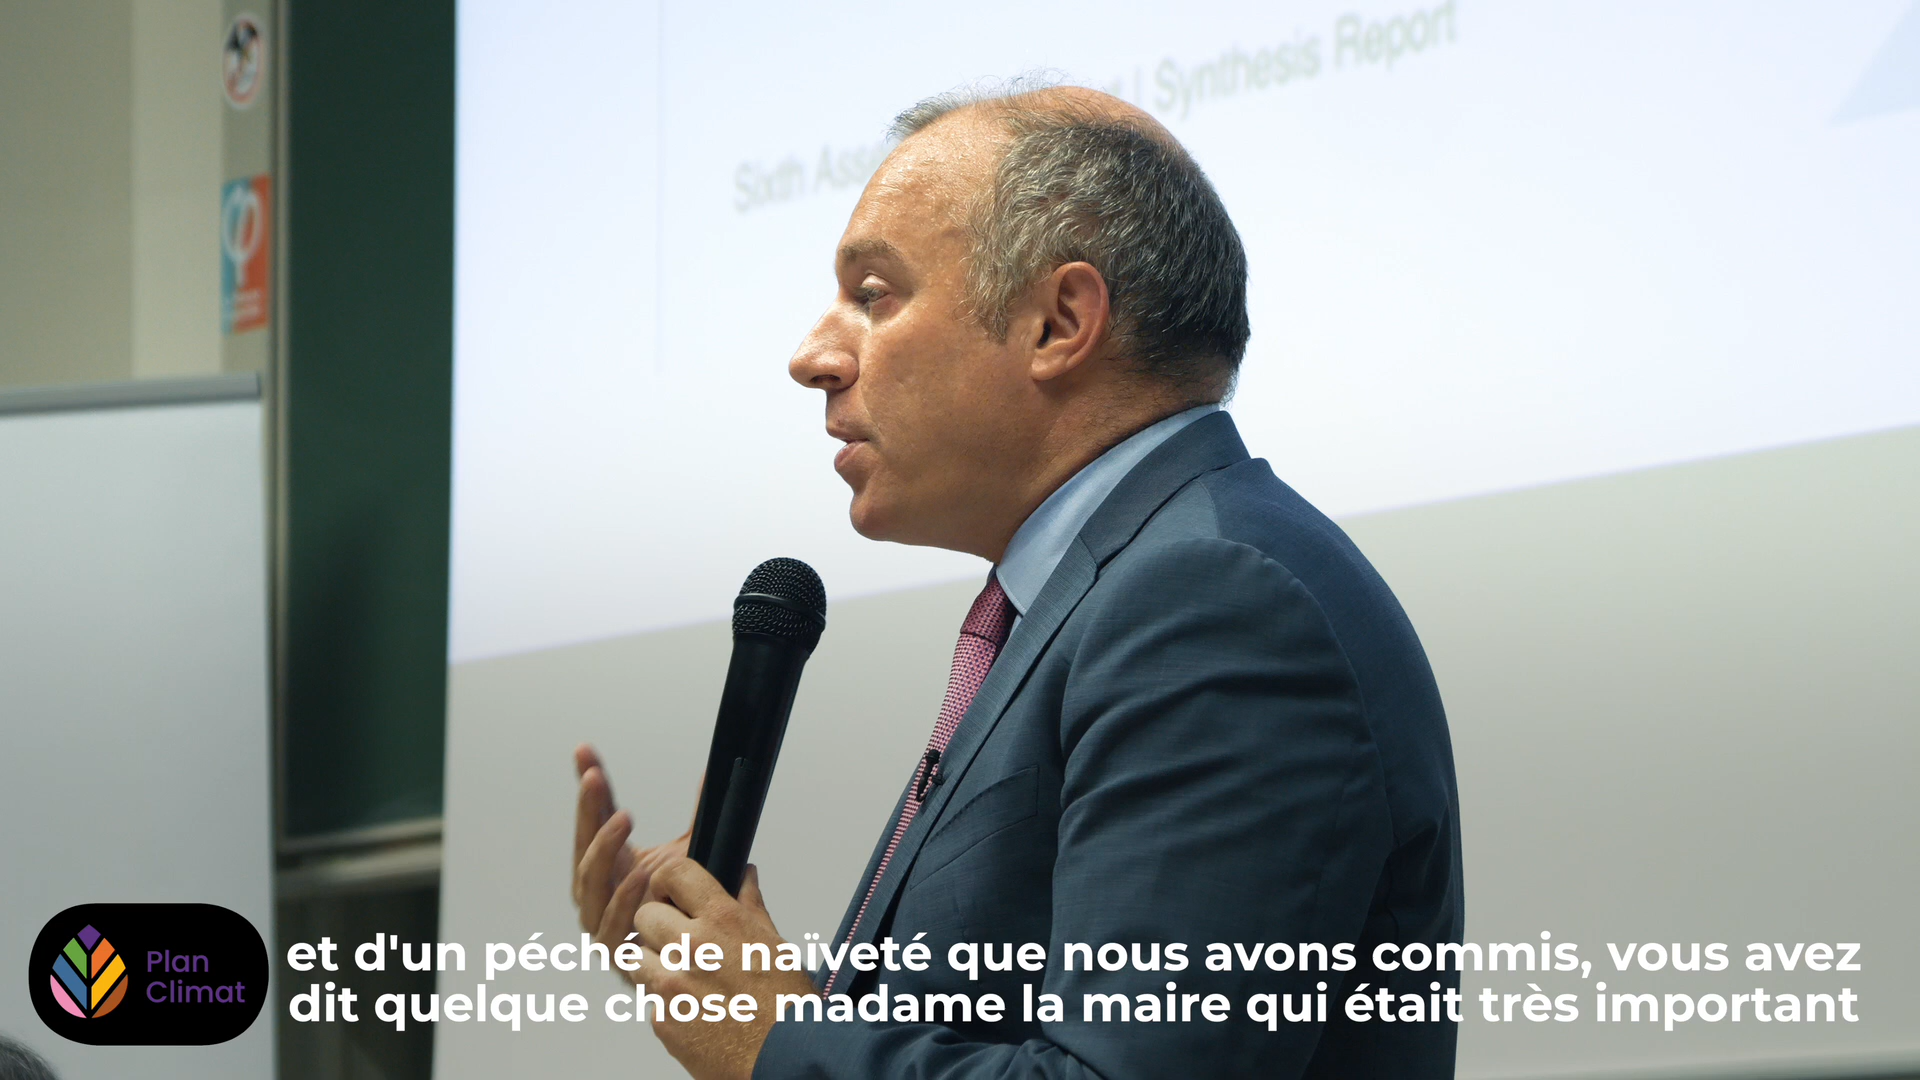 Synthesis Report
Sixth
Plan
Climat
et d'un péché de naïveté que nous avons commis, vous avez
dit quelque chose madame la maire qui était très important